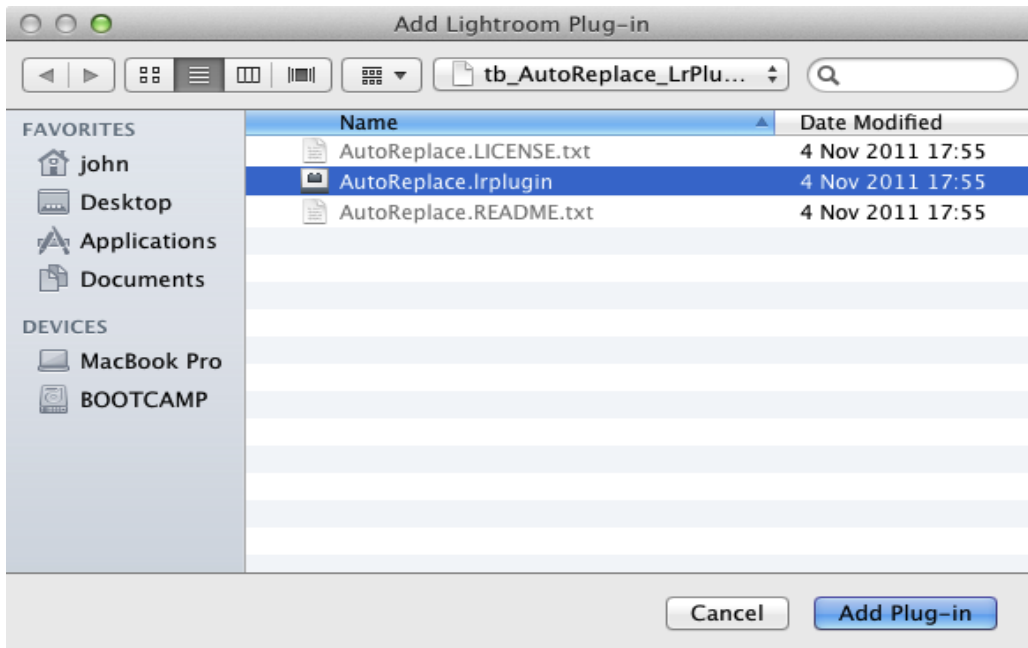 Add Lightroom Plug-in
tb_AutoReplace_LrPlu...
FAVORITES
john
Desktop
Applications
Documents
DEVICES
MacBook Pro
BOOTCAMP
Name Date Modified
AutoReplace.LICENSE.txt 4 Nov 2011 17:55
AutoReplace.lrplugin 4 Nov 2011 17:55
AutoReplace.README.txt 4 Nov 2011 17:55
Cancel Add Plug-in